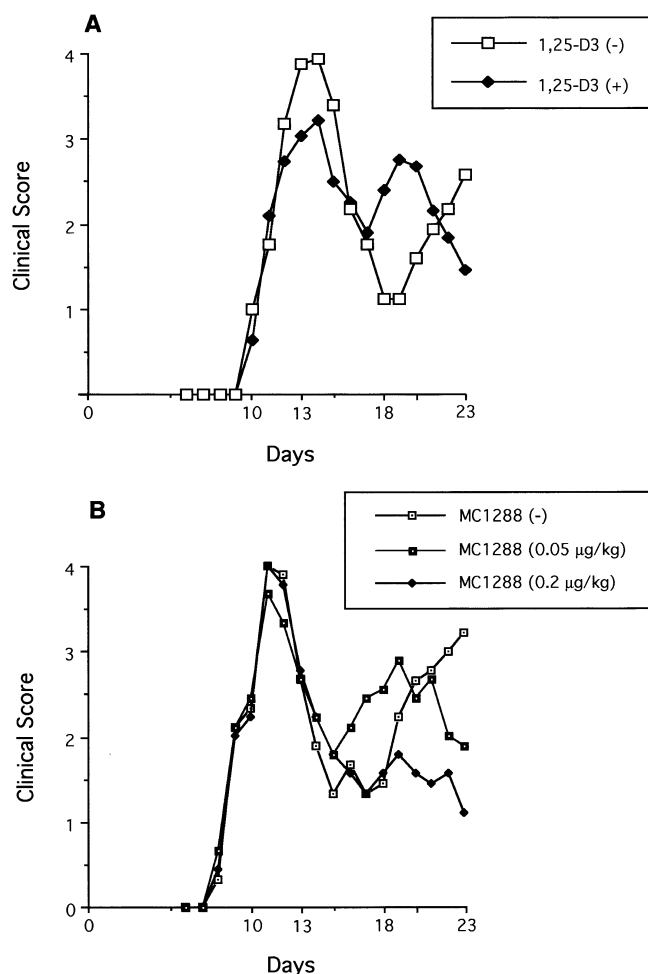 A
1,25-D3 (-)
1,25-D3 (+)
4
3
2
1
Clinical Score
0 10 13 18 23
Days
B
MC1288 (-)
MC1288 (0.05 µg/kg)
MC1288 (0.2 µg/kg)
4
3
2
1
0
Clinical Score
0 10 13 18 23
Days